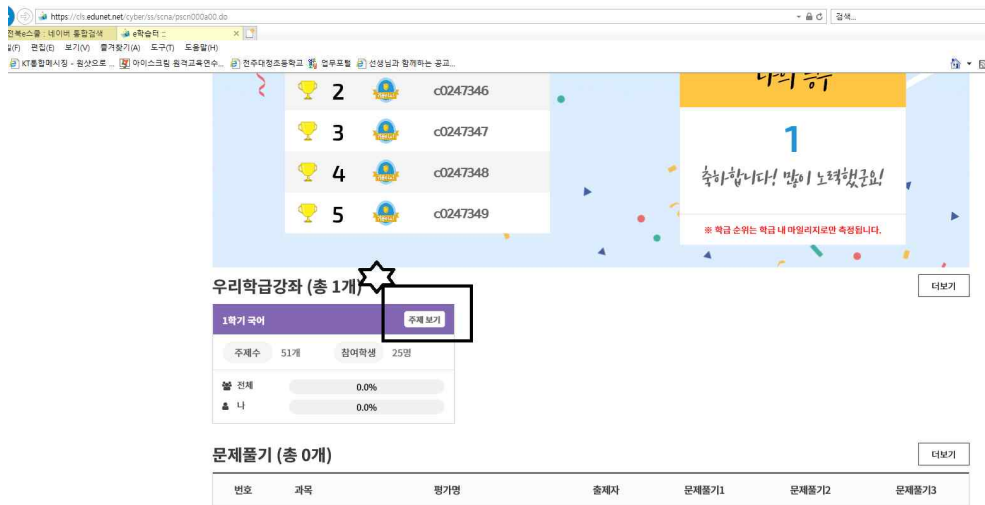 https://cls.edunet.net/cyber/ss/scna/pscn000a00.do
검색...
전북e스쿨 : 네이버 통합검색
e학습터 ::
편집(E) 보기(V) 즐겨찾기(A) 도구(T) 도움말(H)
KT통합메시징 - 원샷으로 ...
아이스크림 원격교육연수...
전주대정초등학교
업무포털
선생님과 함께하는 공교...
나의 등수
2 c0247346
3 c0247347
4 c0247348
5 c0247349
1
축하합니다! 많이 노력했군요!
※ 학급 순위는 학급 내 마일리지로만 측정됩니다.
우리학급강좌 (총 1개)
더보기
1학기 국어
주제 보기
주제수 51개 참여학생 25명
전체 0.0%
나 0.0%
문제풀기 (총 0개)
더보기
번호 과목 평가명 출제자 문제풀기1 문제풀기2 문제풀기3